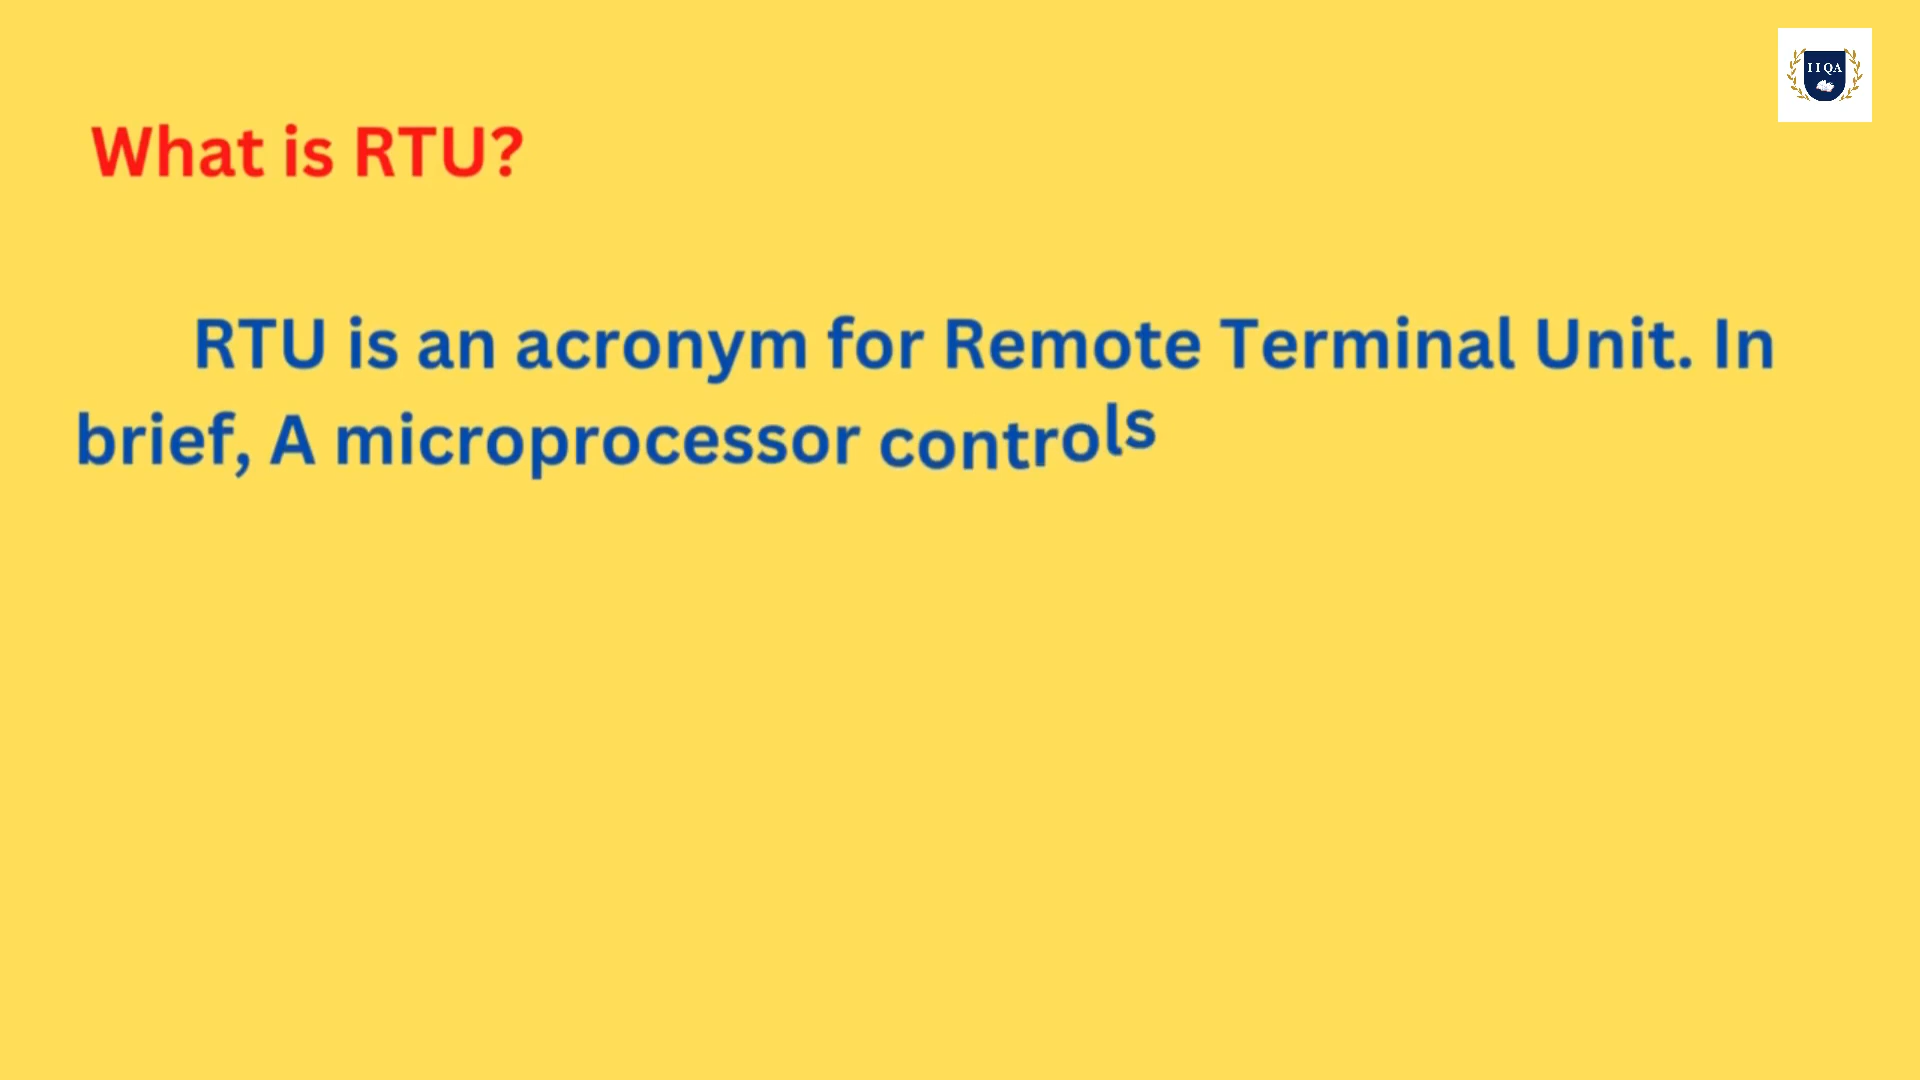 IIQA
What is RTU?
RTU is an acronym for Remote Terminal Unit. In
brief, A microprocessor controls